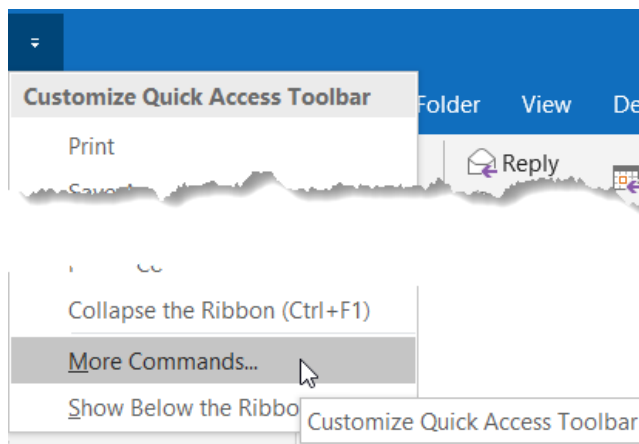 Customize Quick Access Toolbar
Folder View
Print
Reply
Collapse the Ribbon (Ctrl+F1)
More Commands...
Show Below the Ribbo
Customize Quick Access Toolbar